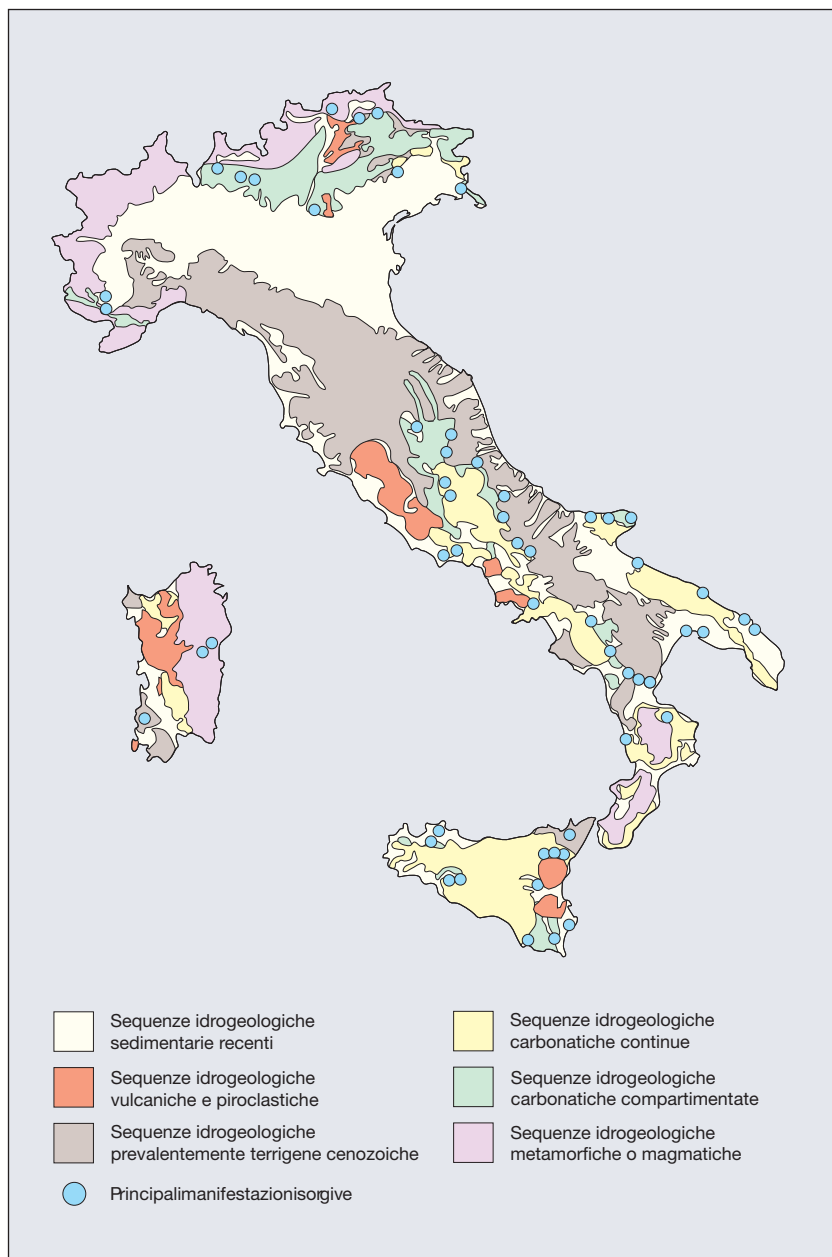 Sequenze idrogeologiche
sedimentarie recenti
Sequenze idrogeologiche
vulcaniche e piroclastiche
Sequenze idrogeologiche
prevalentemente terrigene cenozoiche
Principalimanifestazionisorgive
Sequenze idrogeologiche
carbonatiche continue
Sequenze idrogeologiche
carbonatiche compartimentate
Sequenze idrogeologiche
metamorfiche o magmatiche